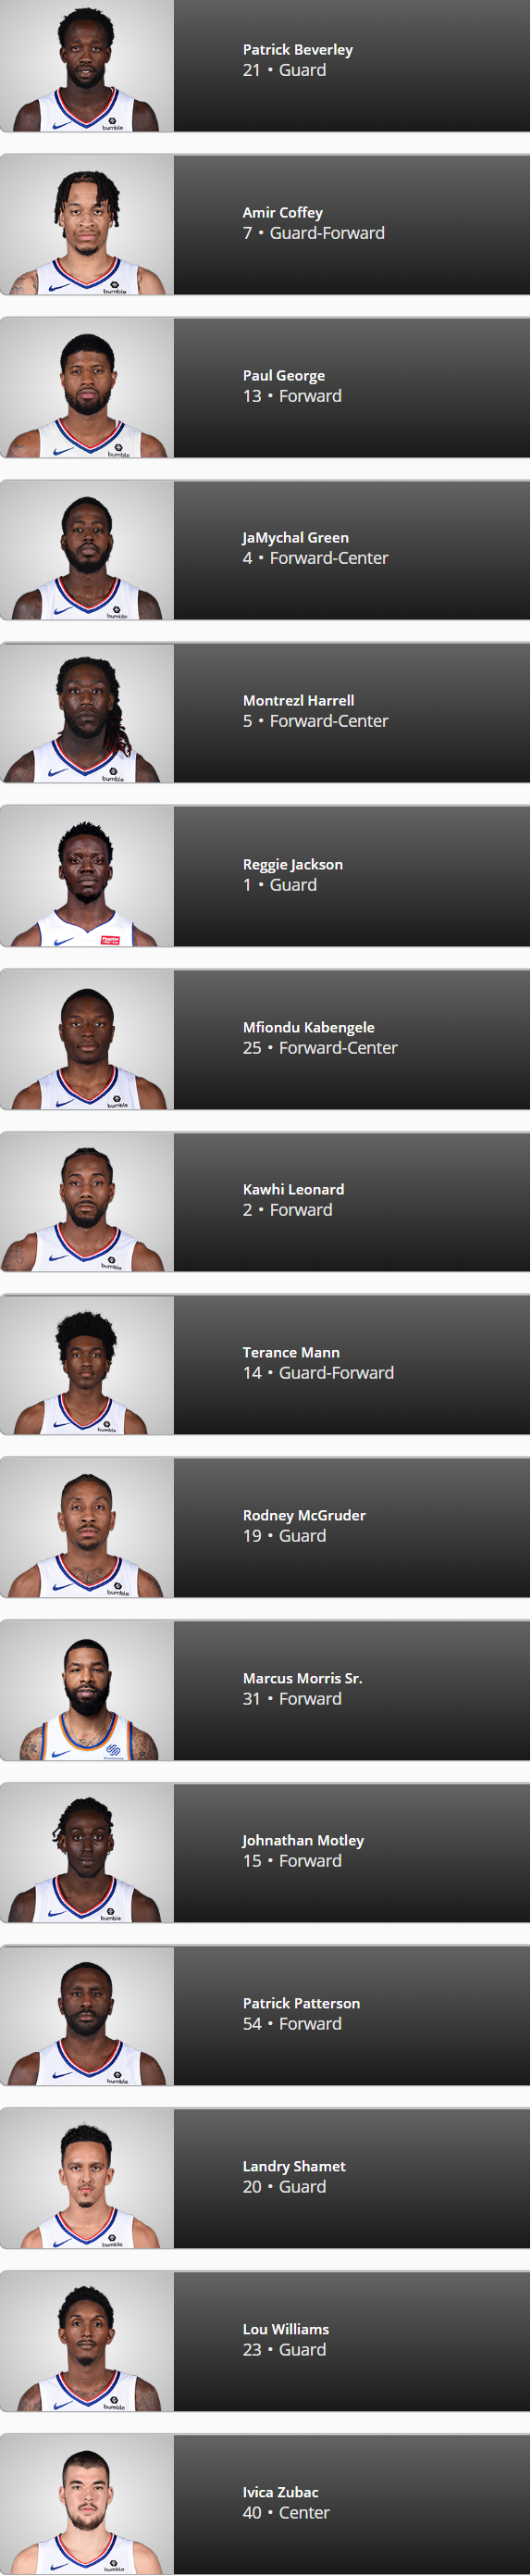 bumble
Patrick Beverley
21 • Guard
bumble
Amir Coffey
7 • Guard-Forward
bumble
Paul George
13 • Forward
bumble
JaMychal Green
4 • Forward-Center
bumble
Montrezl Harrell
5 • Forward-Center
bumble
Reggie Jackson
1 • Guard
Mfiondu Kabengele
25 • Forward-Center
bumble
Kawhi Leonard
2 • Forward
bumble
Terance Mann
14 • Guard-Forward
bumble
Rodney McGruder
19 • Guard
bumble
Marcus Morris Sr.
31 • Forward
Johnathan Motley
15 • Forward
bumble
Patrick Patterson
54 • Forward
bumble
Landry Shamet
20 • Guard
bumble
Lou Williams
23 • Guard
bumble
Ivica Zubac
40 • Center
bumble